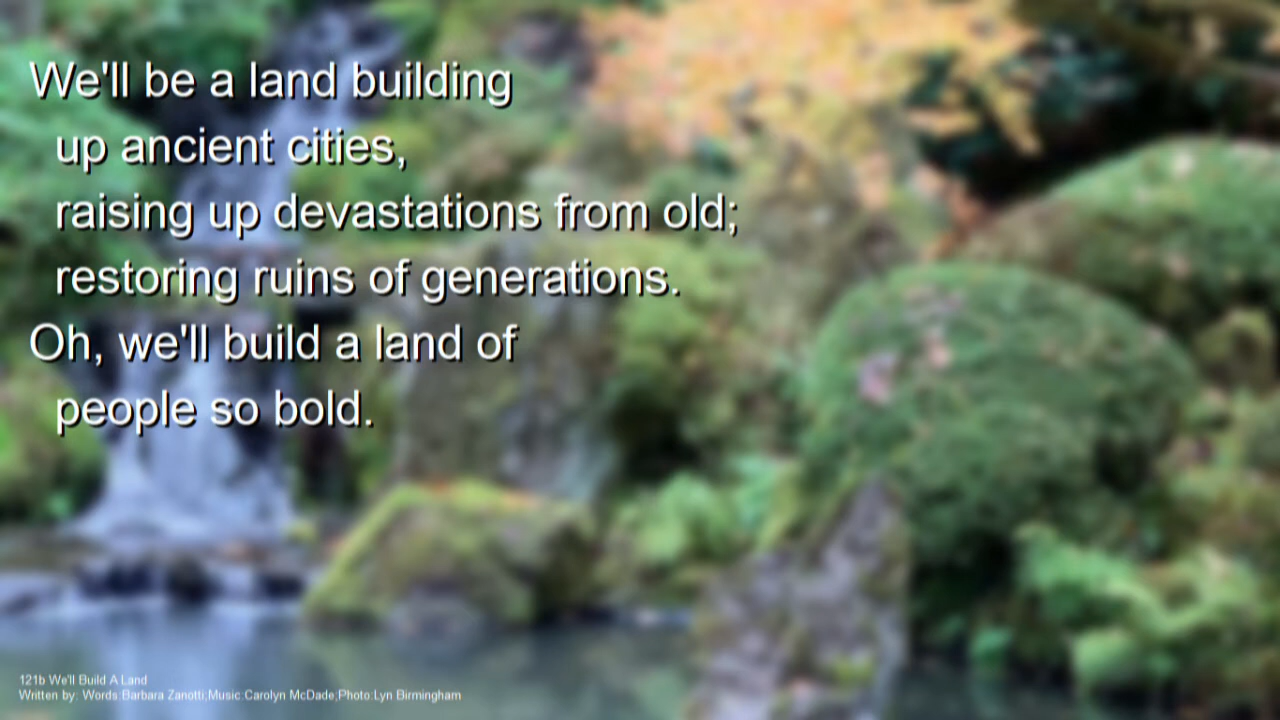 We'll be a land building
up ancient cities,
raising up devastations from old;
restoring ruins of generations.
Oh, we'll build a land of
people so bold.
121b We'll Build A Land
Written by: Words:Barbara Zanotti;Music:Carolyn McDade;Photo:Lyn Birmingham